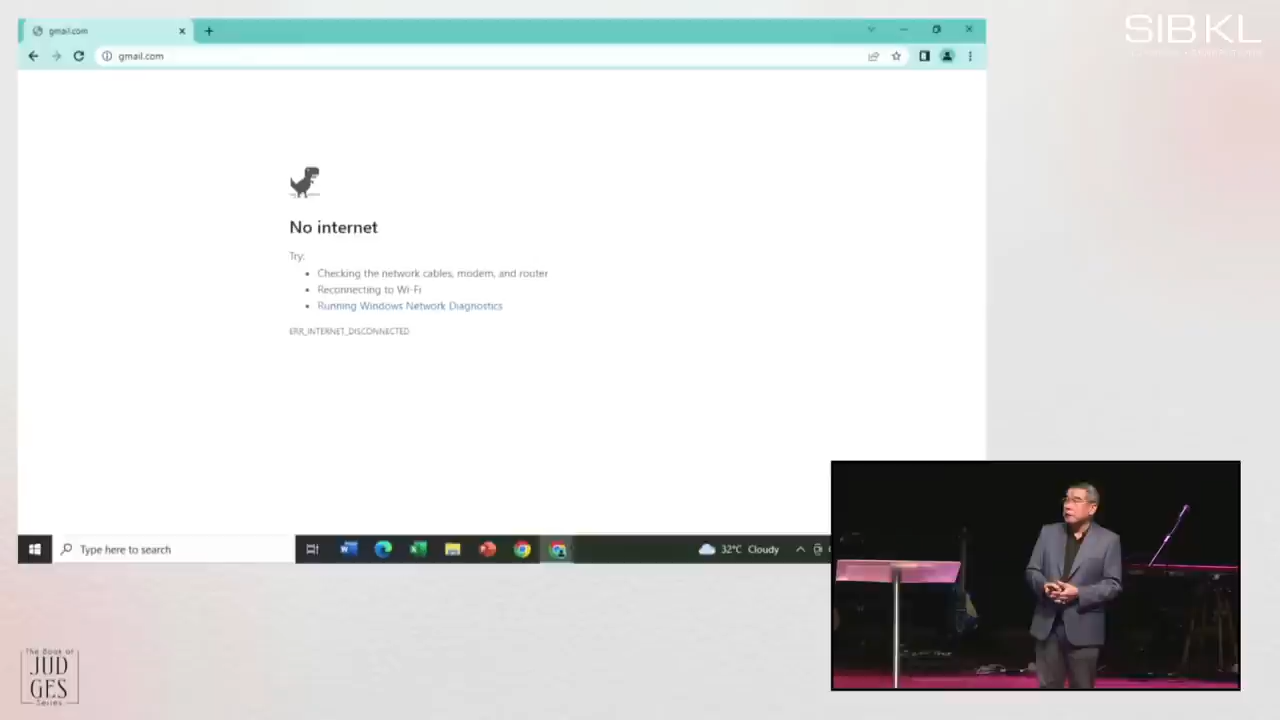 gmail.com
SIBKL
gmail.com
No internet
Try:
Checking the network cables, modem, and router
Reconnecting to Wi-Fi
Running Windows Network Diagnostics
ERR_INTERNET_DISCONNECTED
Type here to search
32°C Cloudy
The Book of
JUD
GES
Series